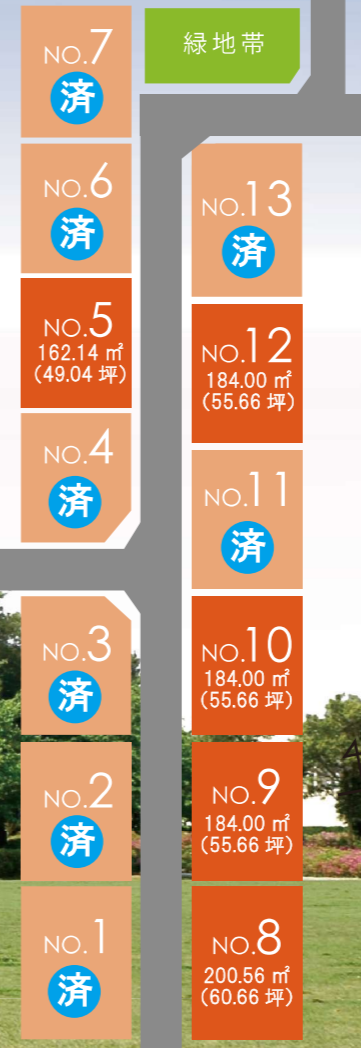 緑地帯
NO.7
済
NO.6
済
NO.5
162.14 ㎡
(49.04 坪)
NO.4
済
NO.3
済
NO.2
済
NO.1
済
NO.13
済
NO.12
184.00 ㎡
(55.66 坪)
NO.11
済
NO.10
184.00 ㎡
(55.66 坪)
NO.9
184.00 ㎡
(55.66 坪)
NO.8
200.56 ㎡
(60.66 坪)